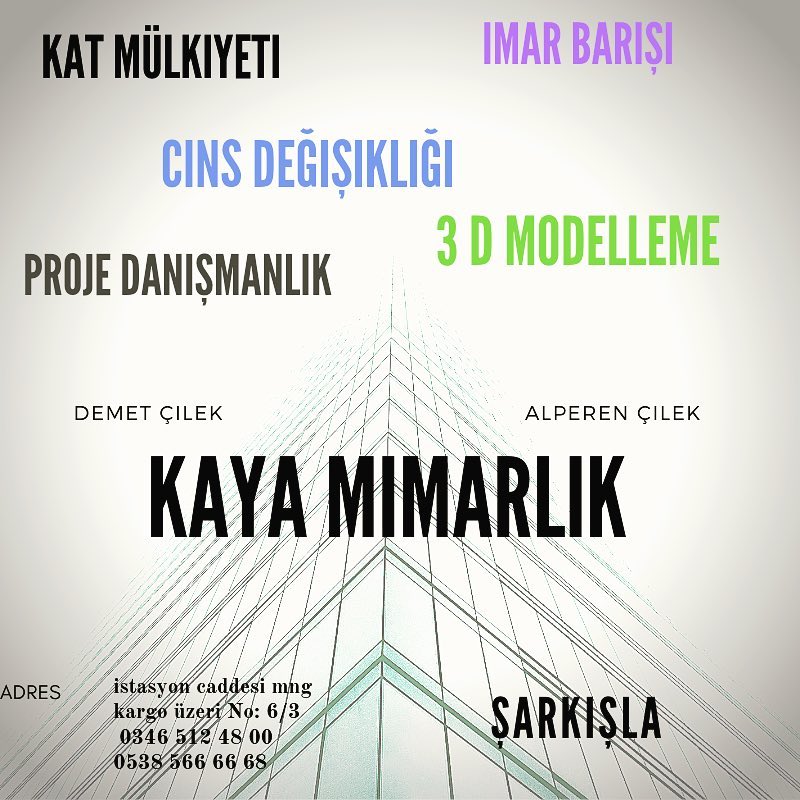 KAT MÜLKIYETI
IMAR BARIŞI
CINS DEĞIŞIKLIĞI
3 D MODELLEME
PROJE DANIŞMANLIK
DEMET ÇILEK
ALPEREN ÇILEK
KAYA MIMARLIK
ADRES
istasyon caddesi mng
kargo üzeri No: 6/3
0346 512 48 00
0538 566 66 68
ŞARKIŞLA